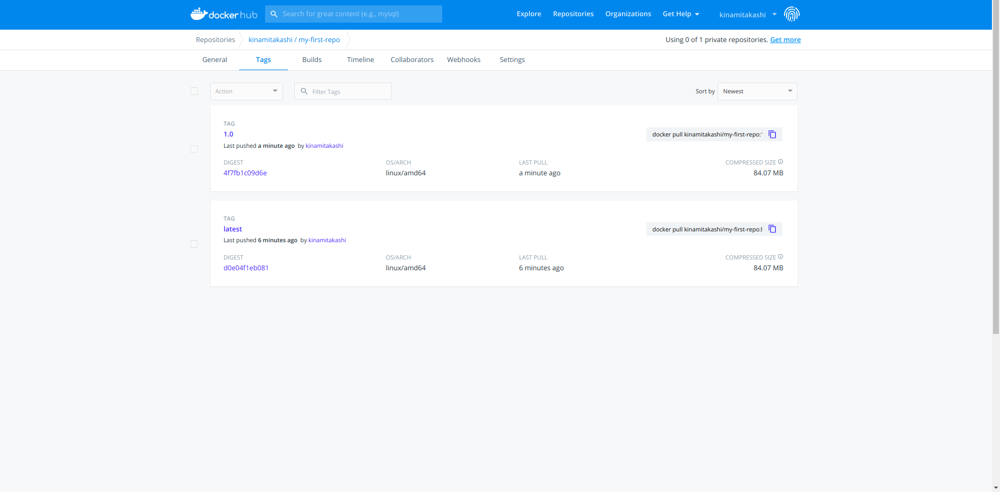 docker hub Search for great content (e.g., mysql) Explore Repositories Organizations Get Help kinamitakashi
Repositories kinamitakashi / my-first-repo Using 0 of 1 private repositories. Get more
General Tags Builds Timeline Collaborators Webhooks Settings
Action Filter Tags Sort by Newest
TAG
1.0
docker pull kinamitakashi/my-first-repo:
Last pushed a minute ago by kinamitakashi
DIGEST OS/ARCH LAST PULL COMPRESSED SIZE
4f7fb1c09d6e linux/amd64 a minute ago 84.07 MB
TAG
latest
docker pull kinamitakashi/my-first-repo:l
Last pushed 6 minutes ago by kinamitakashi
DIGEST OS/ARCH LAST PULL COMPRESSED SIZE
d0e04f1eb081 linux/amd64 6 minutes ago 84.07 MB